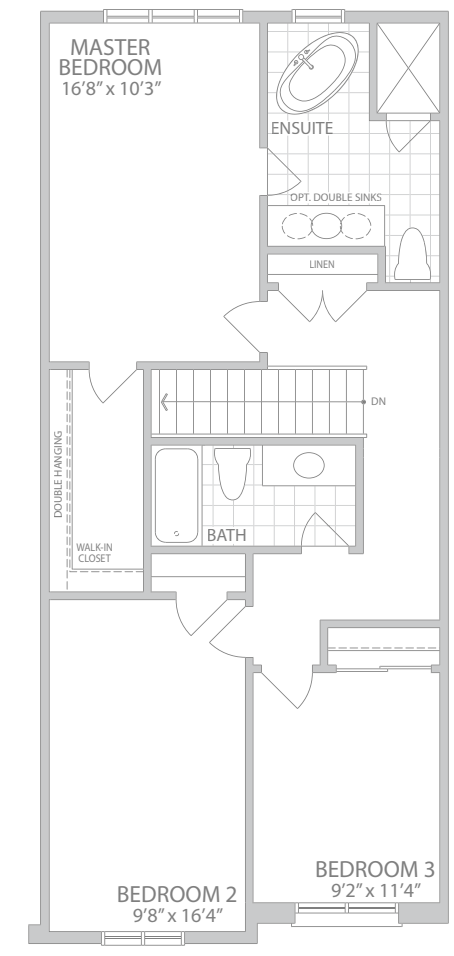 MASTER
BEDROOM
16'8" x 10'3"
ENSUITE
OPT. DOUBLE SINKS
LINEN
DN
DOUBLE HANGING
WALK-IN
CLOSET
BATH
BEDROOM 2
9'8" x 16'4"
BEDROOM 3
9'2" x 11'4"